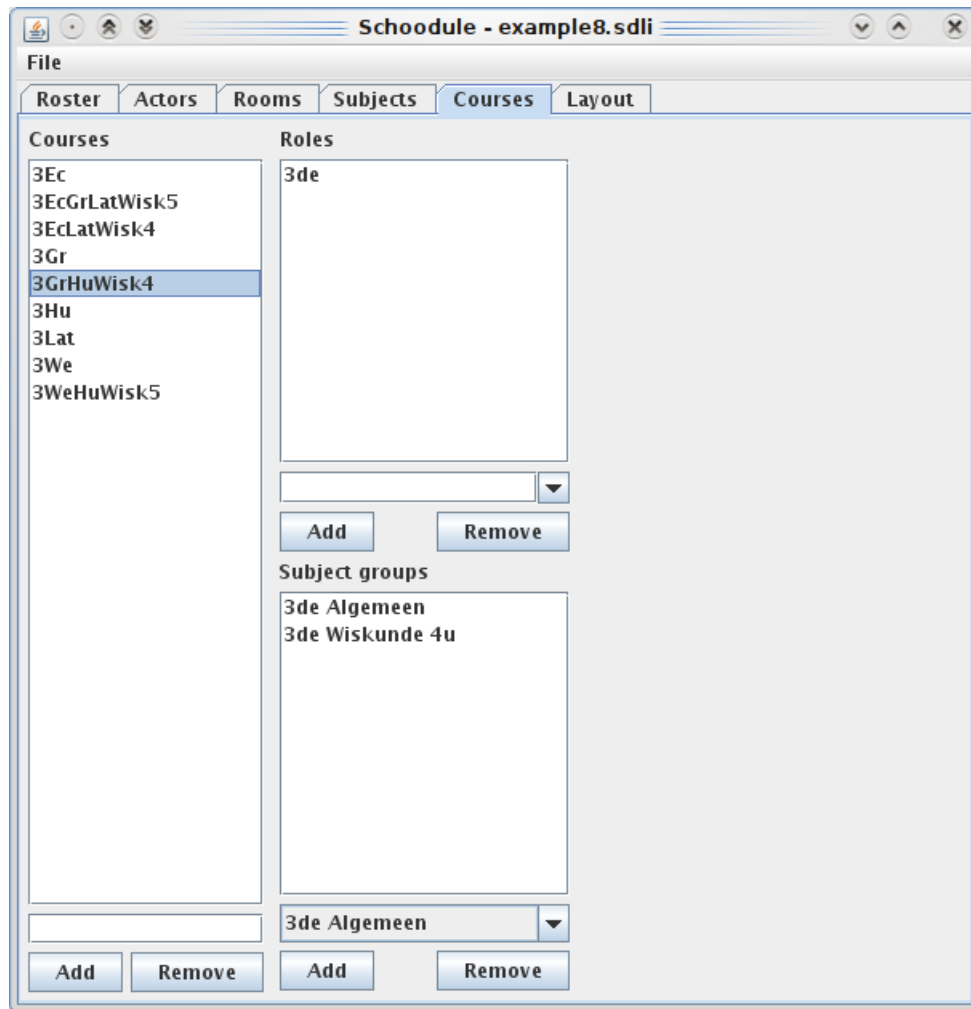 Schoodule - example8.sdli
File
Roster Actors Rooms Subjects Courses Layout
Courses
3Ec
3EcGrLatWisk5
3EcLatWisk4
3Gr
3GrHuWisk4
3Hu
3Lat
3We
3WeHuWisk5
Add Remove
Roles
3de
Add Remove
Subject groups
3de Algemeen
3de Wiskunde 4u
3de Algemeen
Add Remove